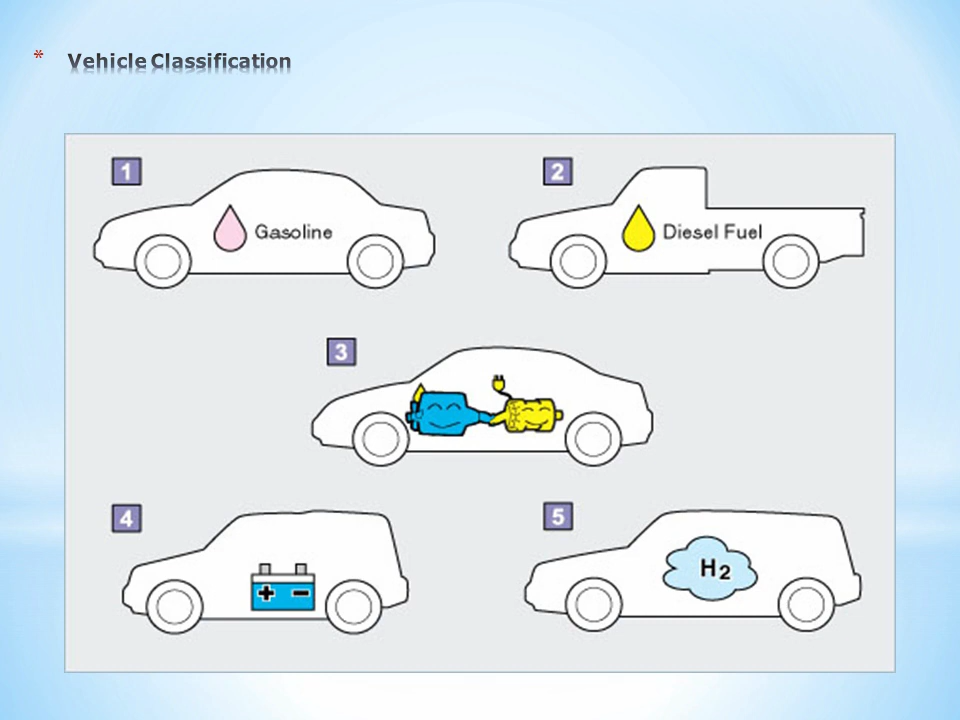 * Vehicle Classification
1
2
Gasoline
Diesel Fuel
3
4
5
+ −
H2